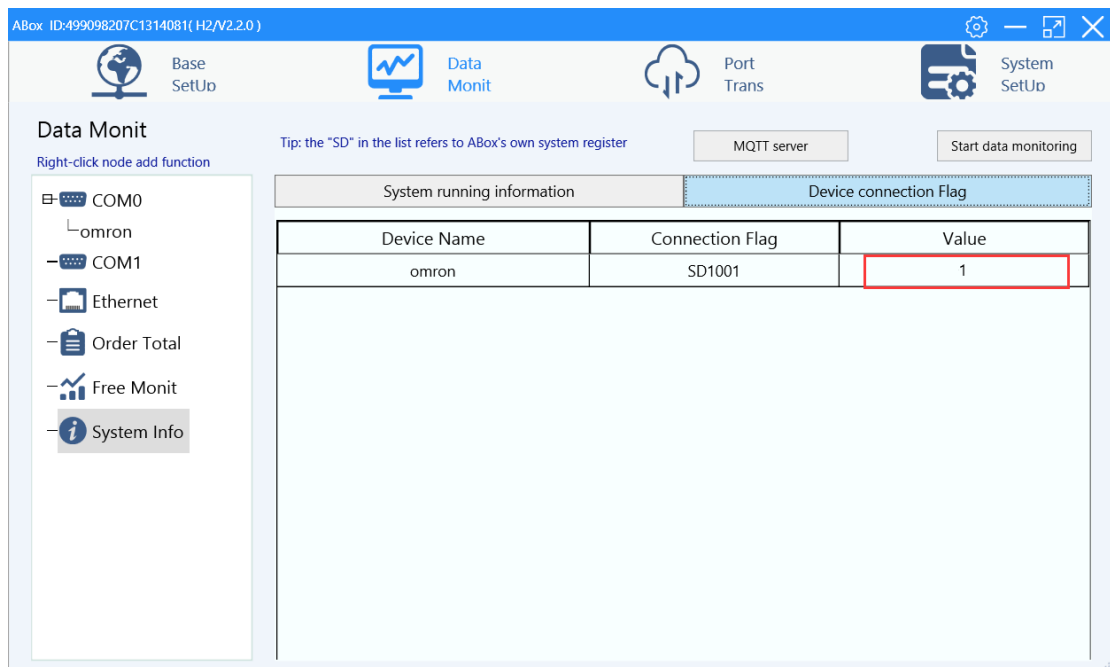 ABox ID:499098207C1314081( H2/V2.2.0 )
Base
SetUp
Data
Monit
Port
Trans
System
SetUp
Data Monit
Right-click node add function
Tip: the "SD" in the list refers to ABox's own system register
MQTT server
Start data monitoring
COM0
omron
COM1
Ethernet
Order Total
Free Monit
System Info
System running information
Device connection Flag
Device Name Connection Flag Value
omron SD1001 1